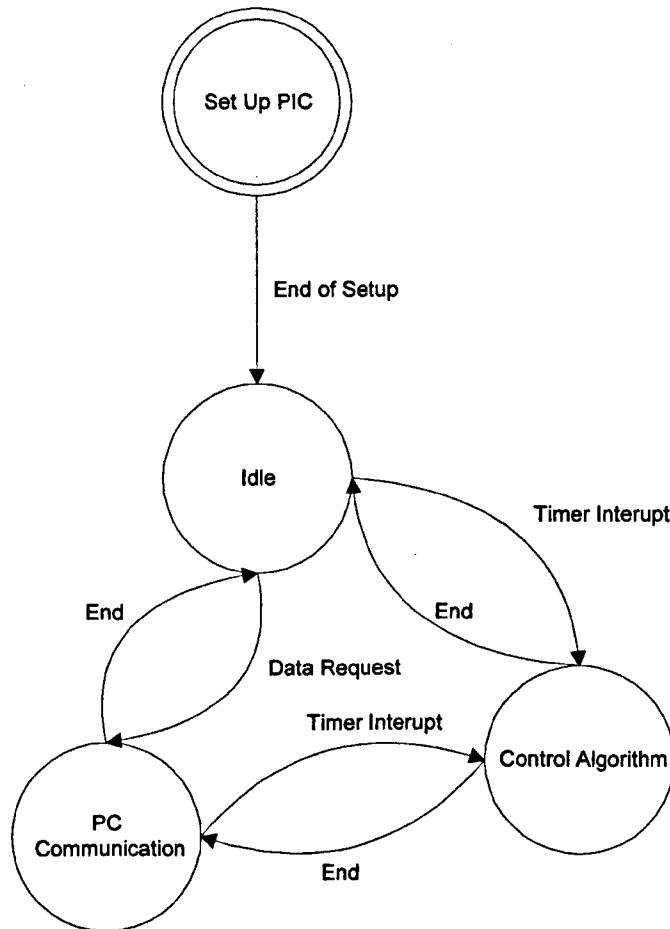 Set Up PIC
End of Setup
Idle
Timer Interupt
End
End
Data Request
Timer Interupt
Control Algorithm
PC
Communication
End